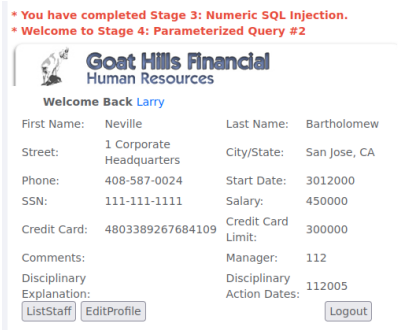 * You have completed Stage 3: Numeric SQL Injection.
* Welcome to Stage 4: Parameterized Query #2
Goat Hills Financial
Human Resources
Welcome Back Larry
First Name: Neville Last Name: Bartholomew
Street: 1 Corporate Headquarters City/State: San Jose, CA
Phone: 408-587-0024 Start Date: 3012000
SSN: 111-111-1111 Salary: 450000
Credit Card: 4803389267684109 Credit Card Limit: 300000
Comments: Manager: 112
Disciplinary Explanation: Disciplinary Action Dates: 112005
ListStaff EditProfile Logout